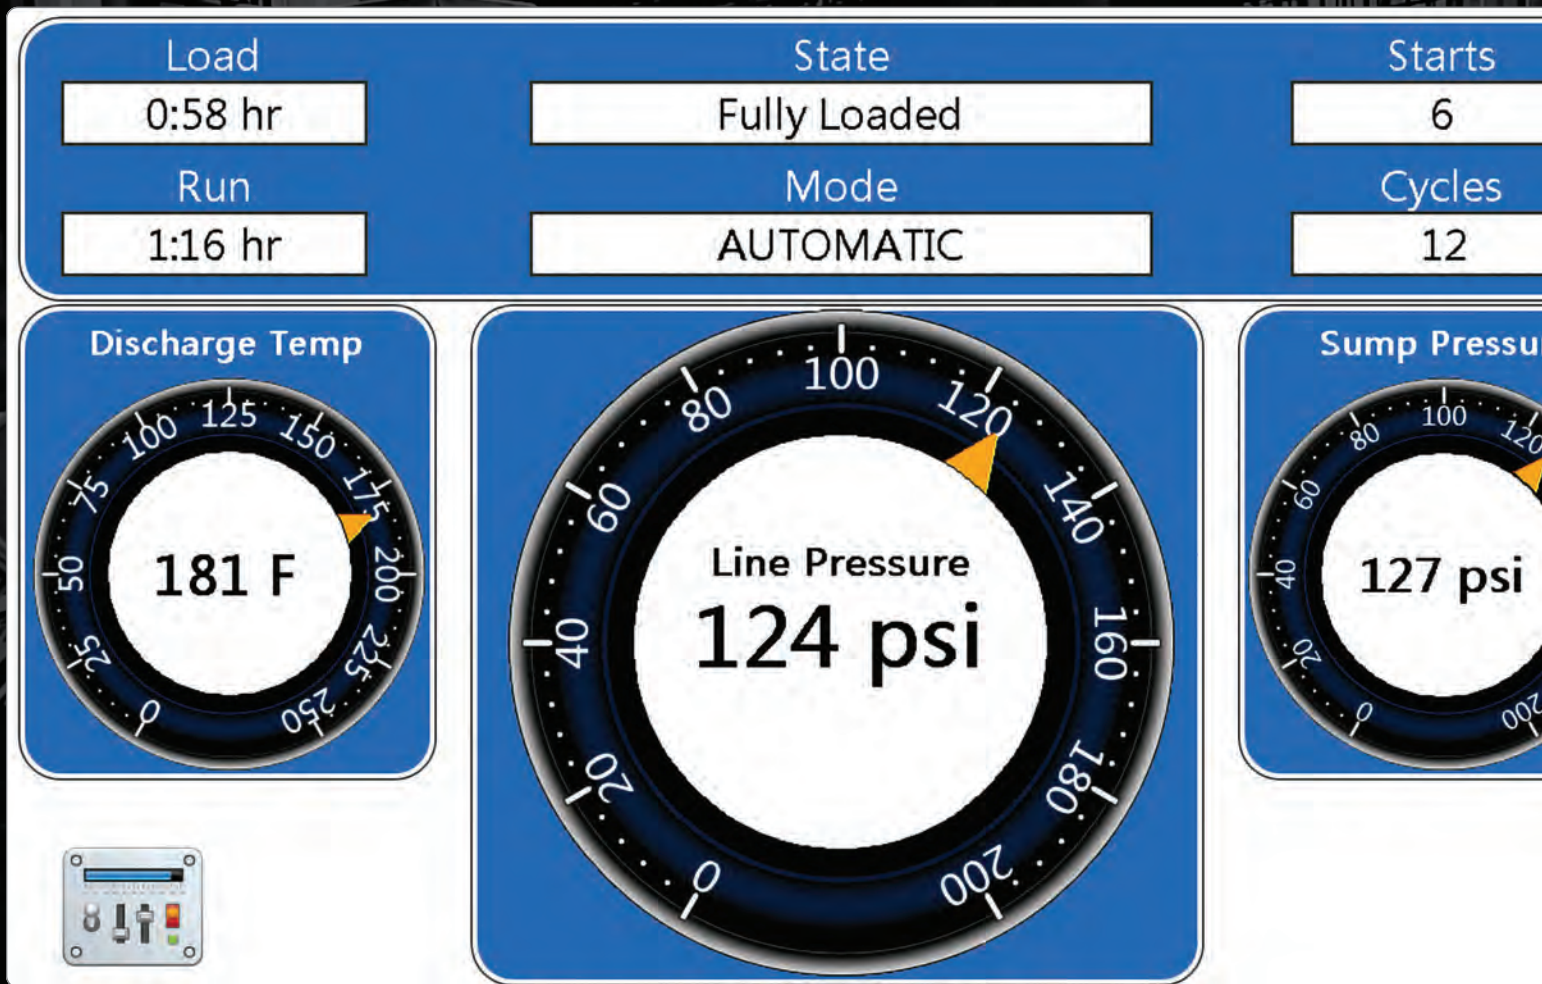 Load
0:58 hr
State
Fully Loaded
Starts
6
Run
1:16 hr
Mode
AUTOMATIC
Cycles
12
Discharge Temp
0
25
50
75
100
125
150
175
200
225
250
181 F
0
20
40
60
80
100
120
140
160
180
200
Line Pressure
124 psi
Sump Pressu
0
20
40
60
80
100
120
200
127 psi